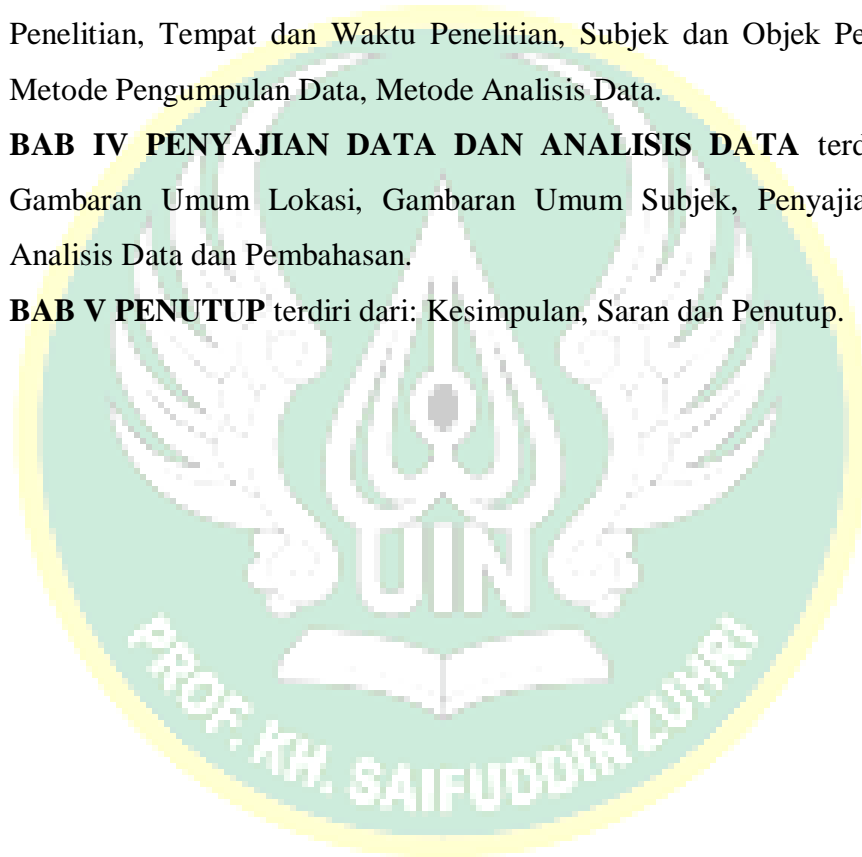 Penelitian, Tempat dan Waktu Penelitian, Subjek dan Objek Pe
Metode Pengumpulan Data, Metode Analisis Data.
BAB IV PENYAJIAN DATA DAN ANALISIS DATA terd
Gambaran Umum Lokasi, Gambaran Umum Subjek, Penyajia
Analisis Data dan Pembahasan.
BAB V PENUTUP terdiri dari: Kesimpulan, Saran dan Penutup.
UIN
PROF. KH. SAIFUDDIN ZUHRI